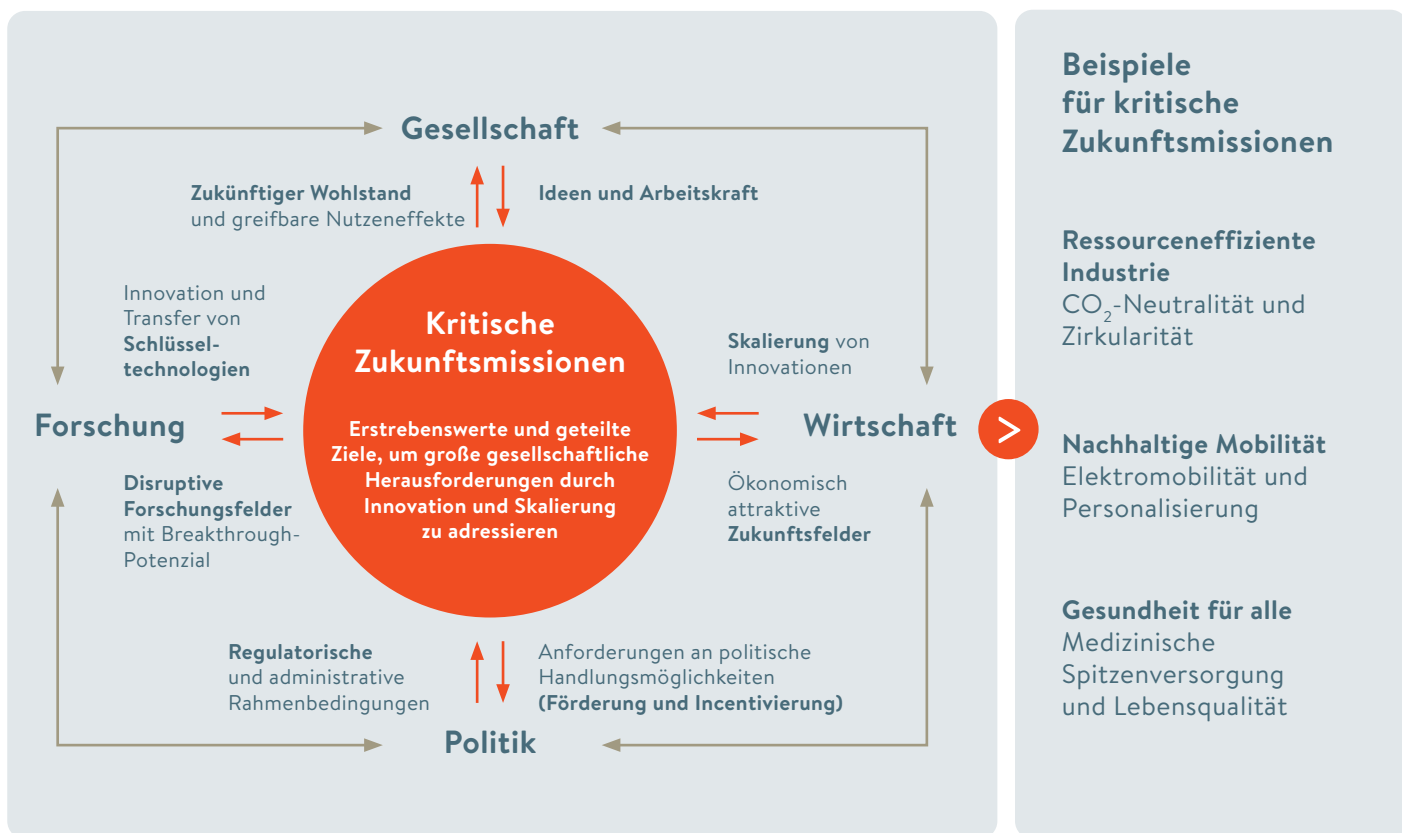 Gesellschaft
Zukünftiger Wohlstand
und greifbare Nutzeneffekte
Ideen und Arbeitskraft
Innovation und
Transfer von
Schlüssel-
technologien
Kritische
Zukunftsmissionen
Erstrebenswerte und geteilte
Ziele, um große gesellschaftliche
Herausforderungen durch
Innovation und Skalierung
zu adressieren
Skalierung von
Innovationen
Forschung
Wirtschaft
>
Disruptive
Forschungsfelder
mit Breakthrough-
Potenzial
Ökonomisch
attraktive
Zukunftsfelder
Regulatorische
und administrative
Rahmenbedingungen
Anforderungen an politische
Handlungsmöglichkeiten
(Förderung und Incentivierung)
Politik
Beispiele
für kritische
Zukunftsmissionen
Ressourceneffiziente
Industrie
CO₂-Neutralität und
Zirkularität
Nachhaltige Mobilität
Elektromobilität und
Personalisierung
Gesundheit für alle
Medizinische
Spitzenversorgung
und Lebensqualität